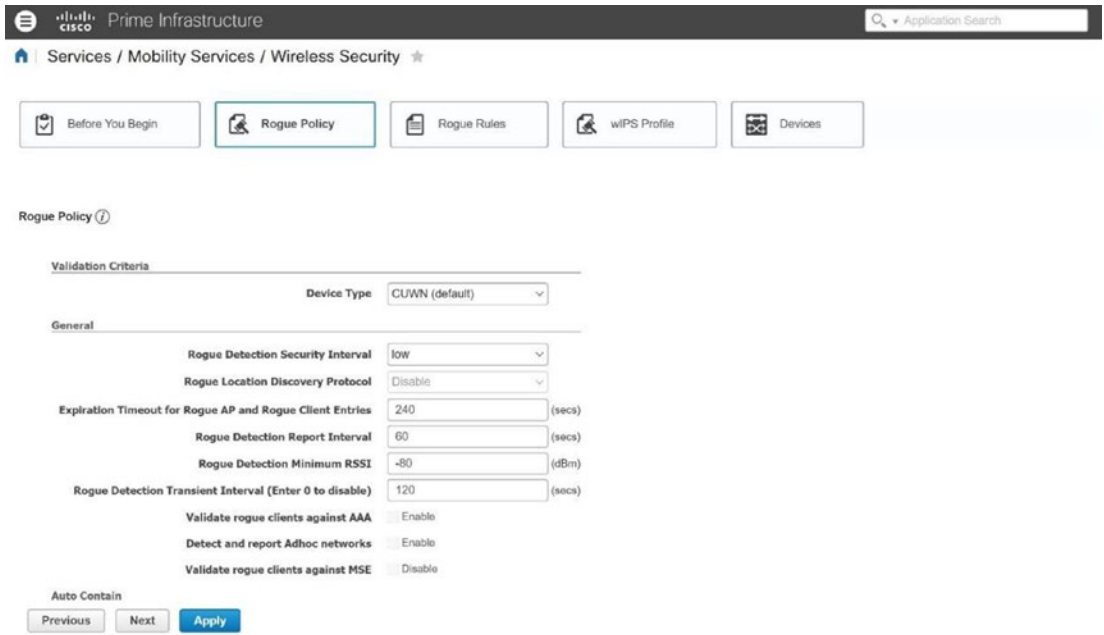 cisco Prime Infrastructure Application Search
Services / Mobility Services / Wireless Security
Before You Begin Rogue Policy Rogue Rules wIPS Profile Devices
Rogue Policy i
Validation Criteria
Device Type CUWN (default)
General
Rogue Detection Security Interval low
Rogue Location Discovery Protocol Disable
Expiration Timeout for Rogue AP and Rogue Client Entries 240 (secs)
Rogue Detection Report Interval 60 (secs)
Rogue Detection Minimum RSSI -80 (dBm)
Rogue Detection Transient Interval (Enter 0 to disable) 120 (secs)
Validate rogue clients against AAA Enable
Detect and report Adhoc networks Enable
Validate rogue clients against MSE Disable
Auto Contain
Previous Next Apply